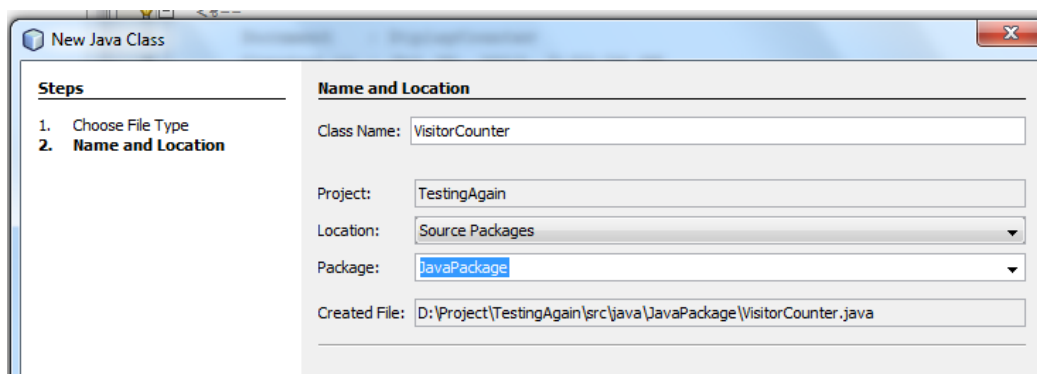 <%--
New Java Class
Steps
1. Choose File Type
2. Name and Location
Name and Location
Class Name: VisitorCounter
Project: TestingAgain
Location: Source Packages
Package: JavaPackage
Created File: D:\Project\TestingAgain\src\java\JavaPackage\VisitorCounter.java